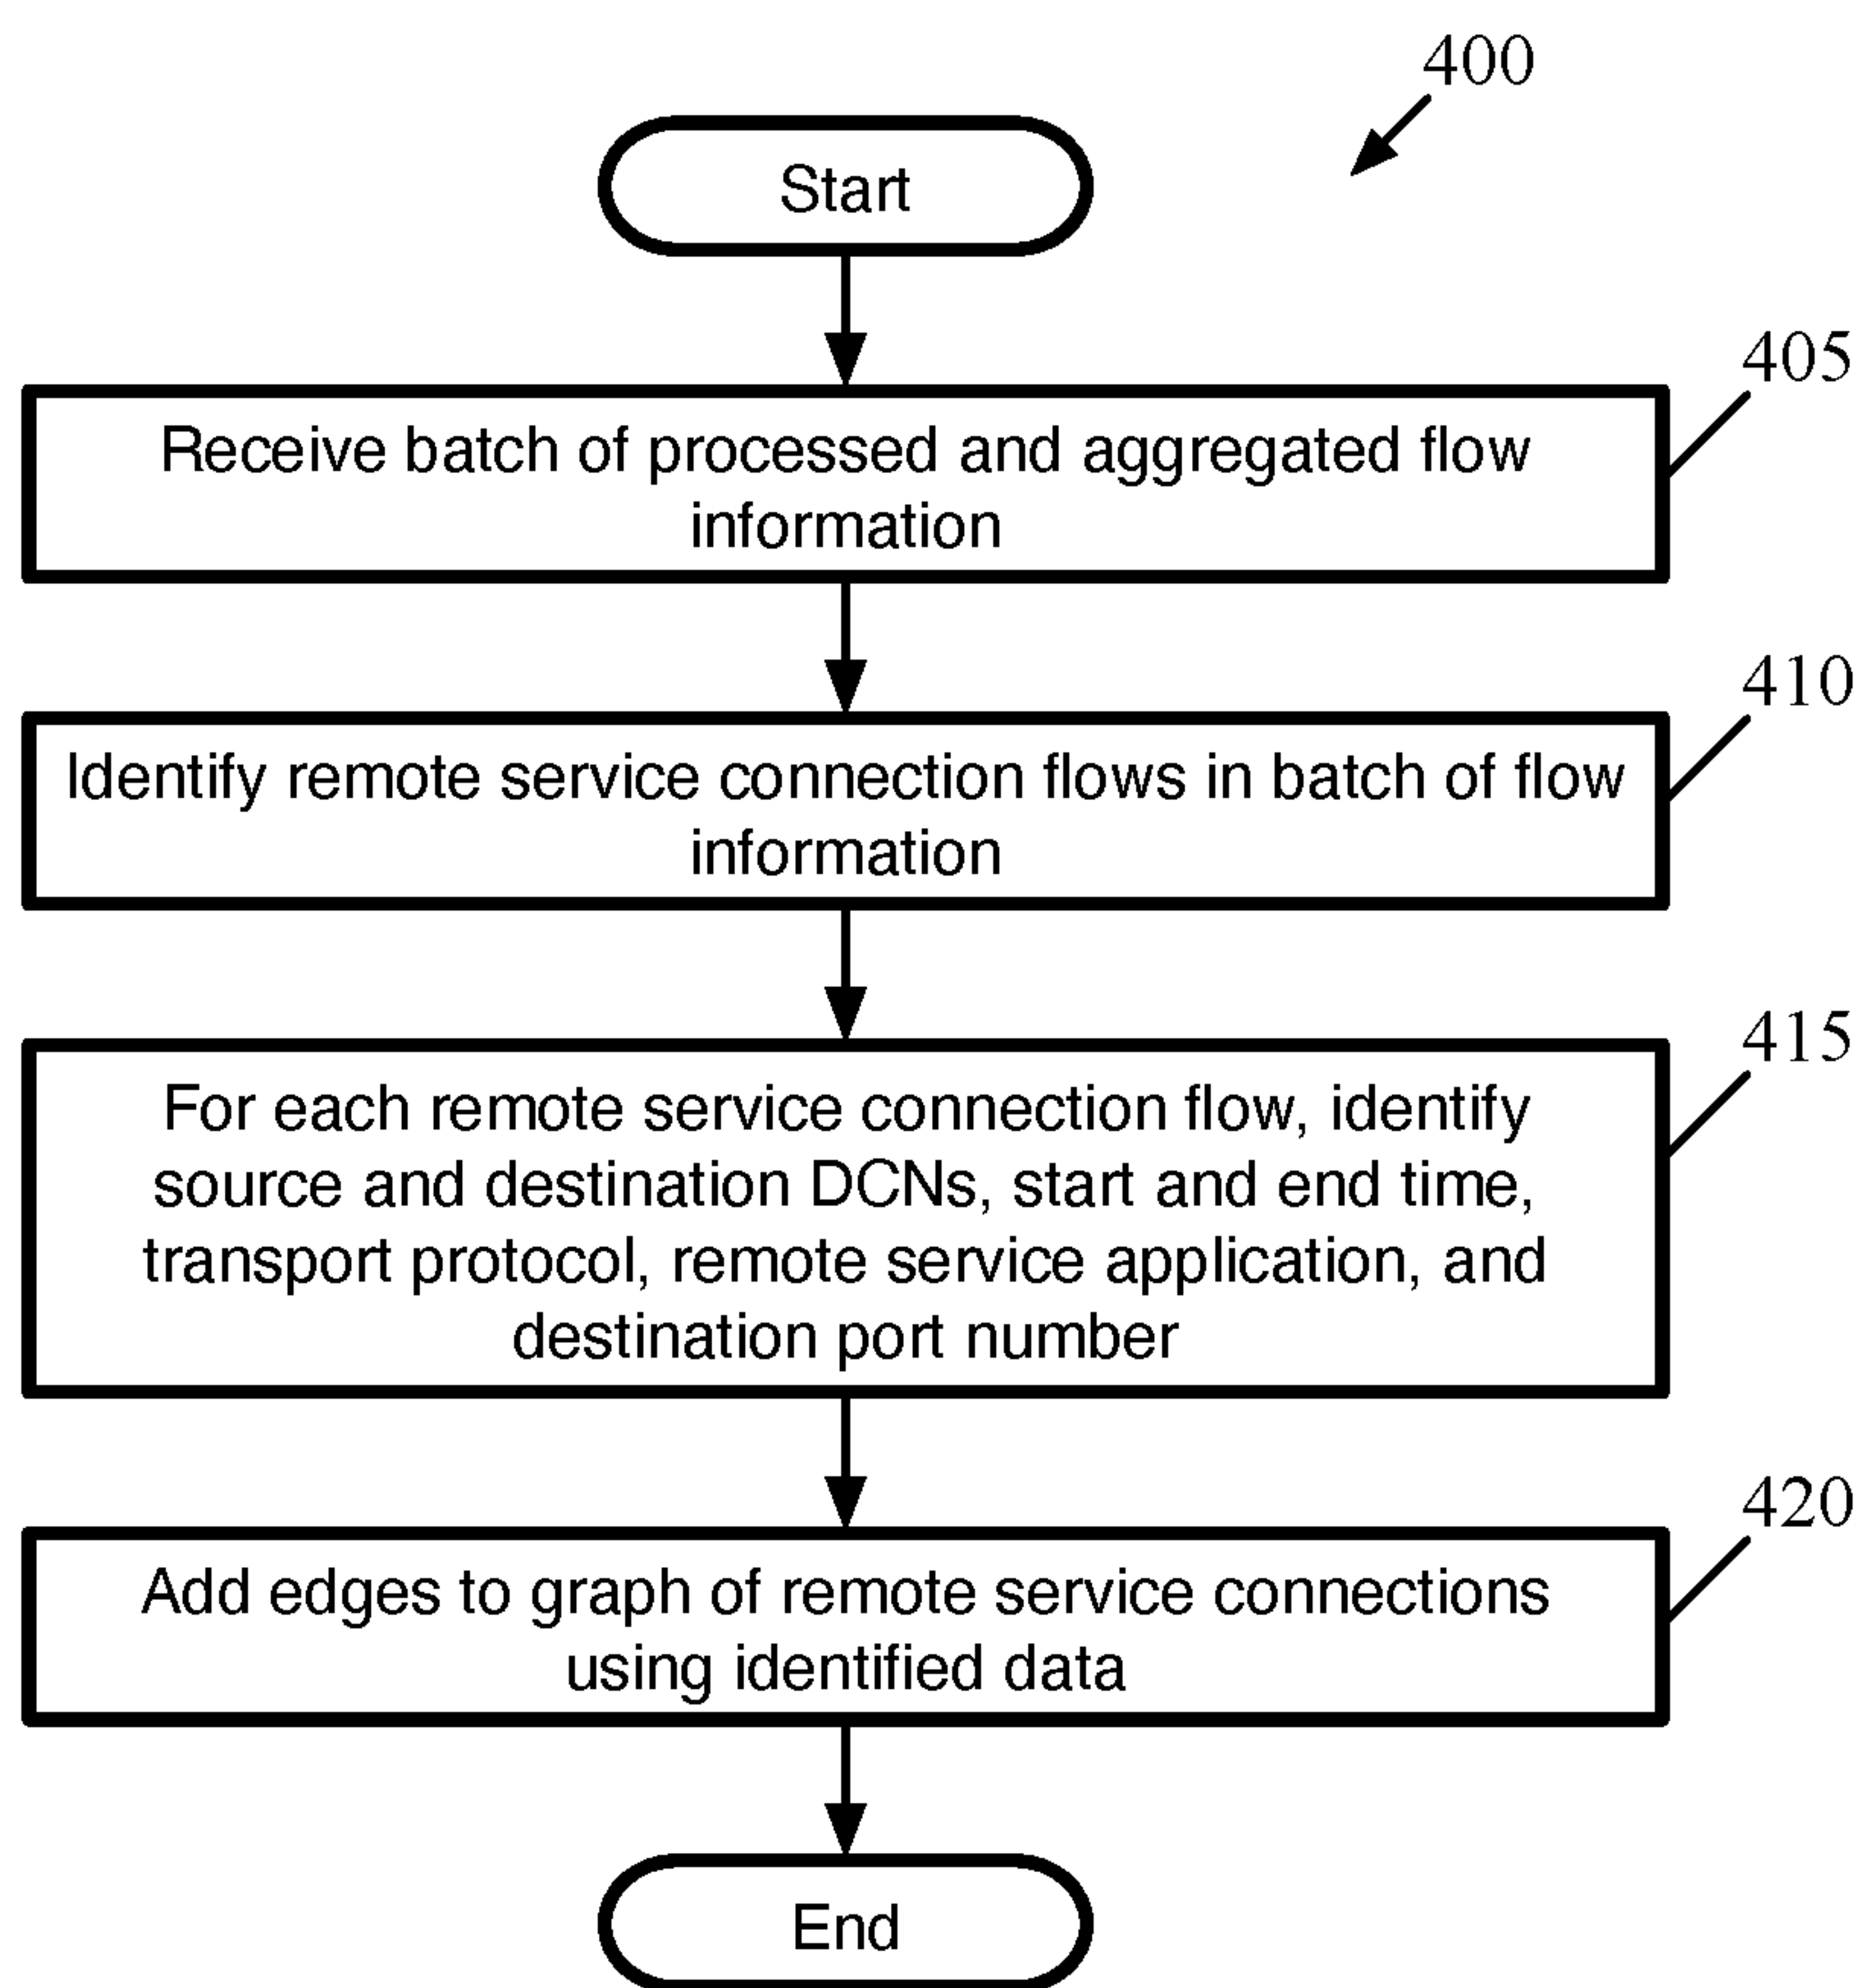 400
Start
405
Receive batch of processed and aggregated flow
information
410
Identify remote service connection flows in batch of flow
information
415
For each remote service connection flow, identify
source and destination DCNs, start and end time,
transport protocol, remote service application, and
destination port number
420
Add edges to graph of remote service connections
using identified data
End